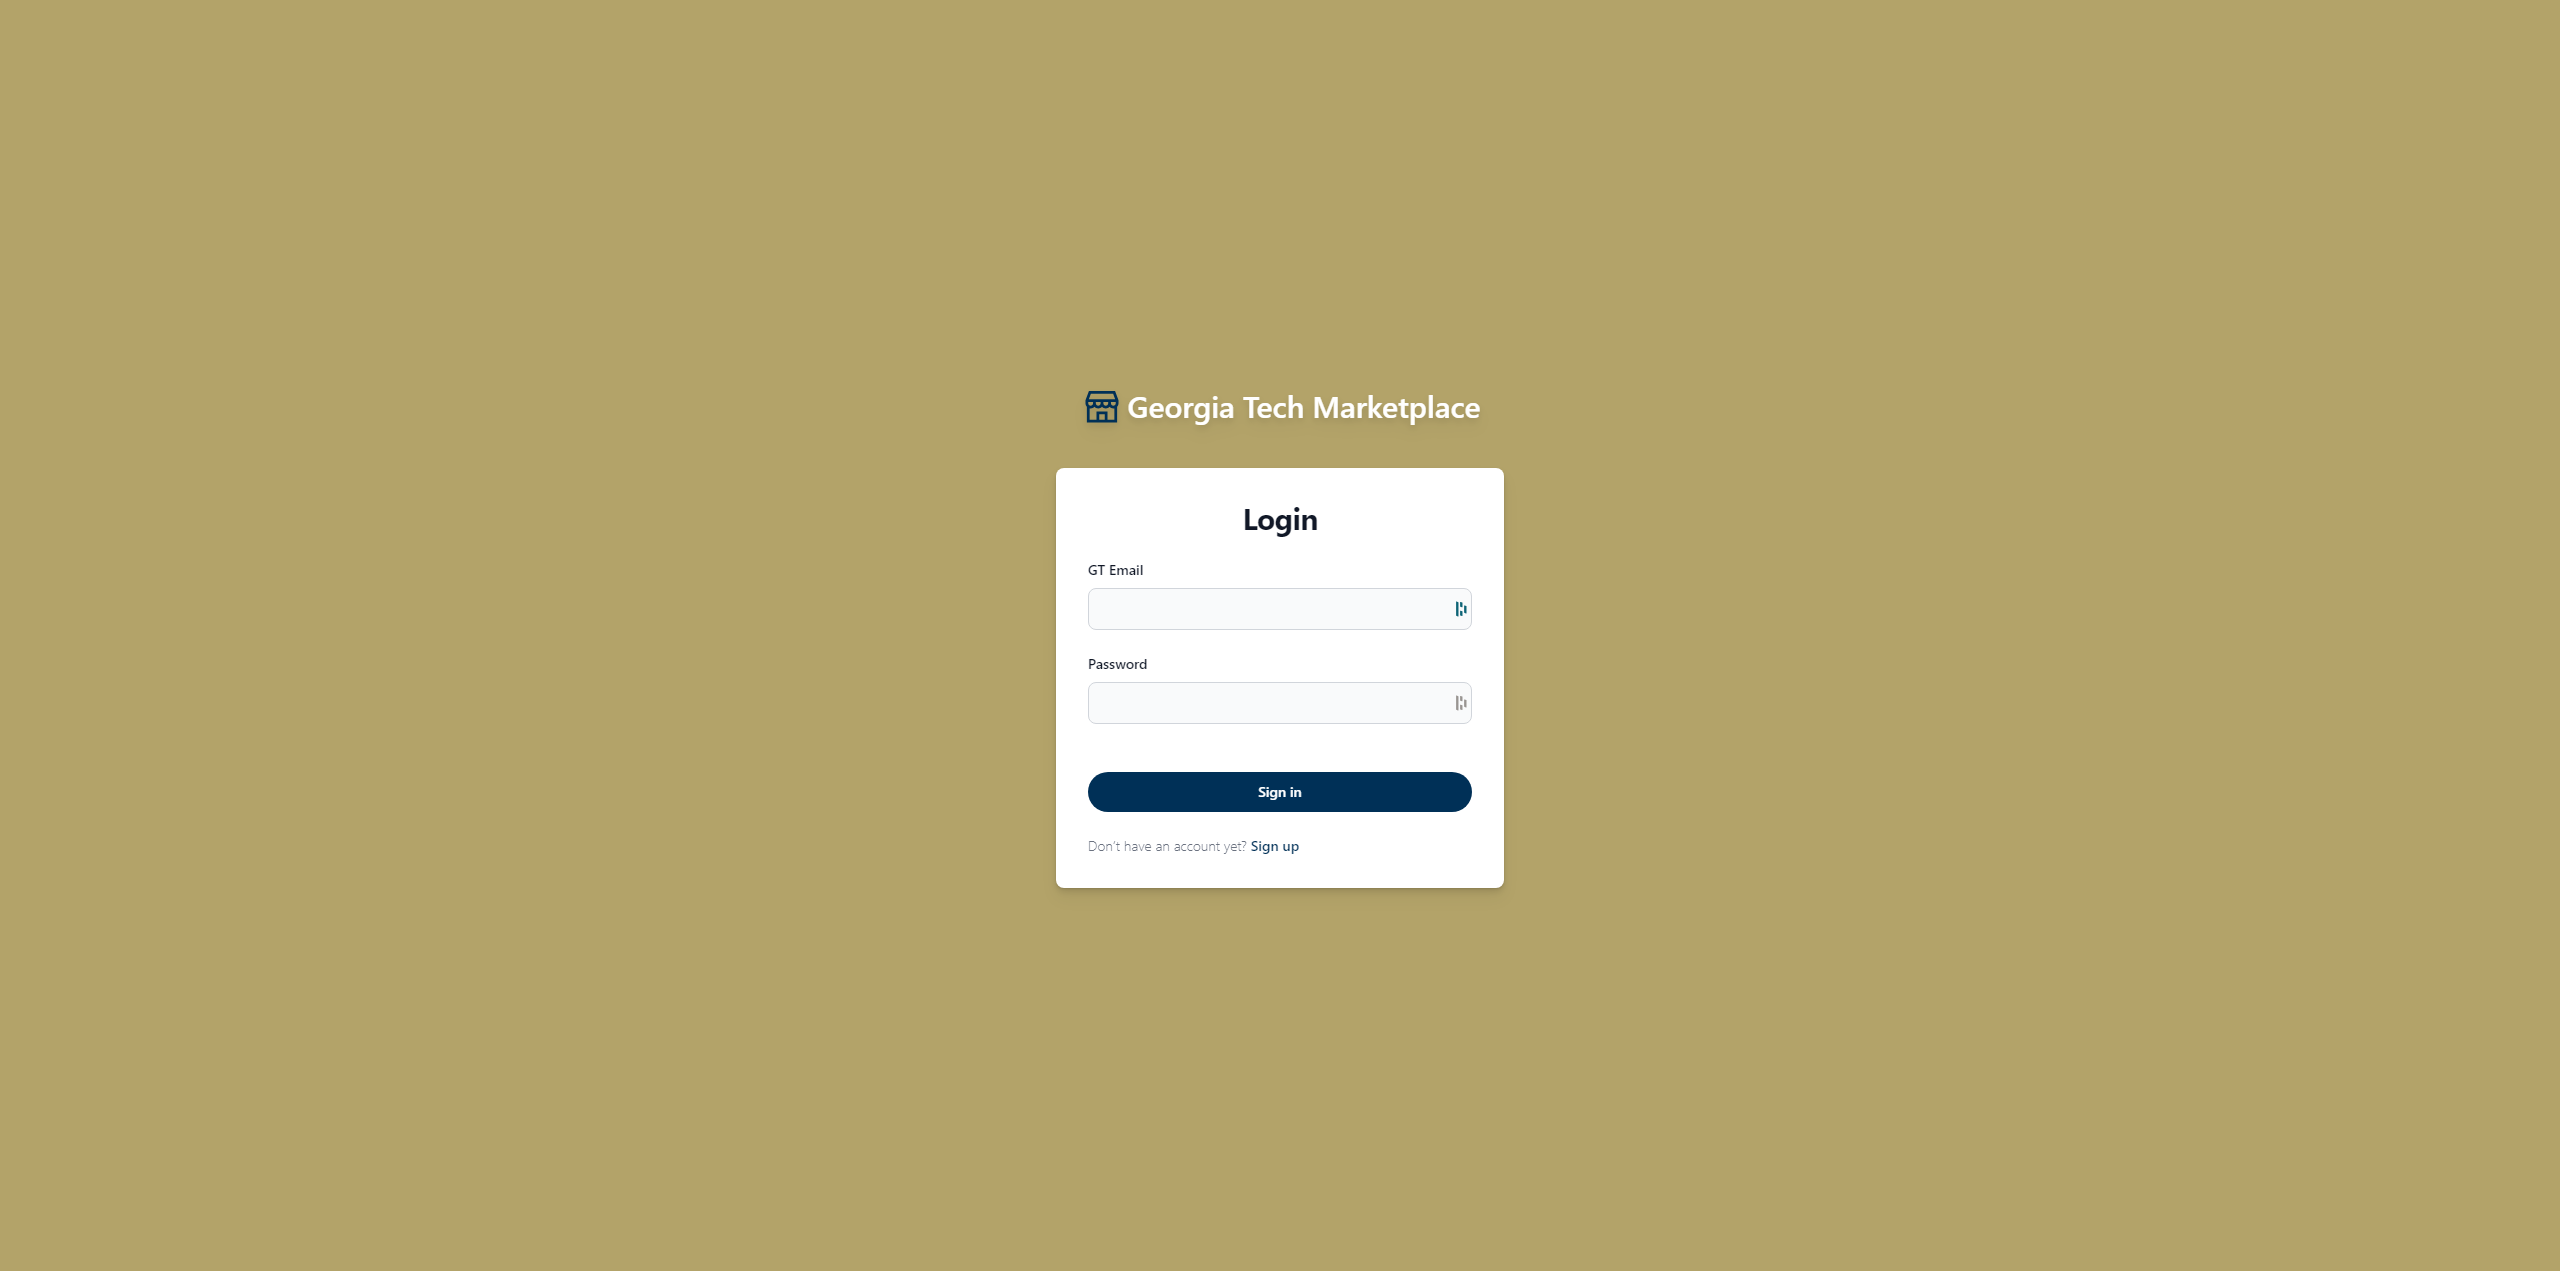 Georgia Tech Marketplace
Login
GT Email
Password
Sign in
Don't have an account yet? Sign up